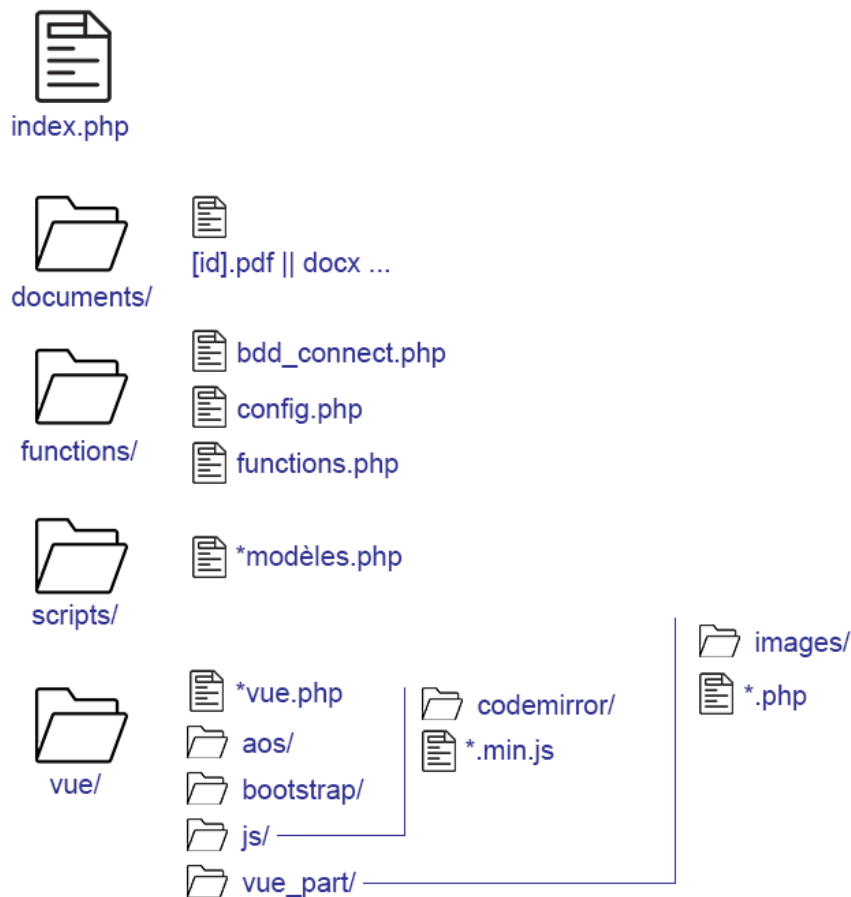 index.php
documents/
[id].pdf || docx ...
functions/
bdd_connect.php
config.php
functions.php
scripts/
*modèles.php
vue/
*vue.php
aos/
bootstrap/
js/
vue_part/
codemirror/
*.min.js
images/
*.php